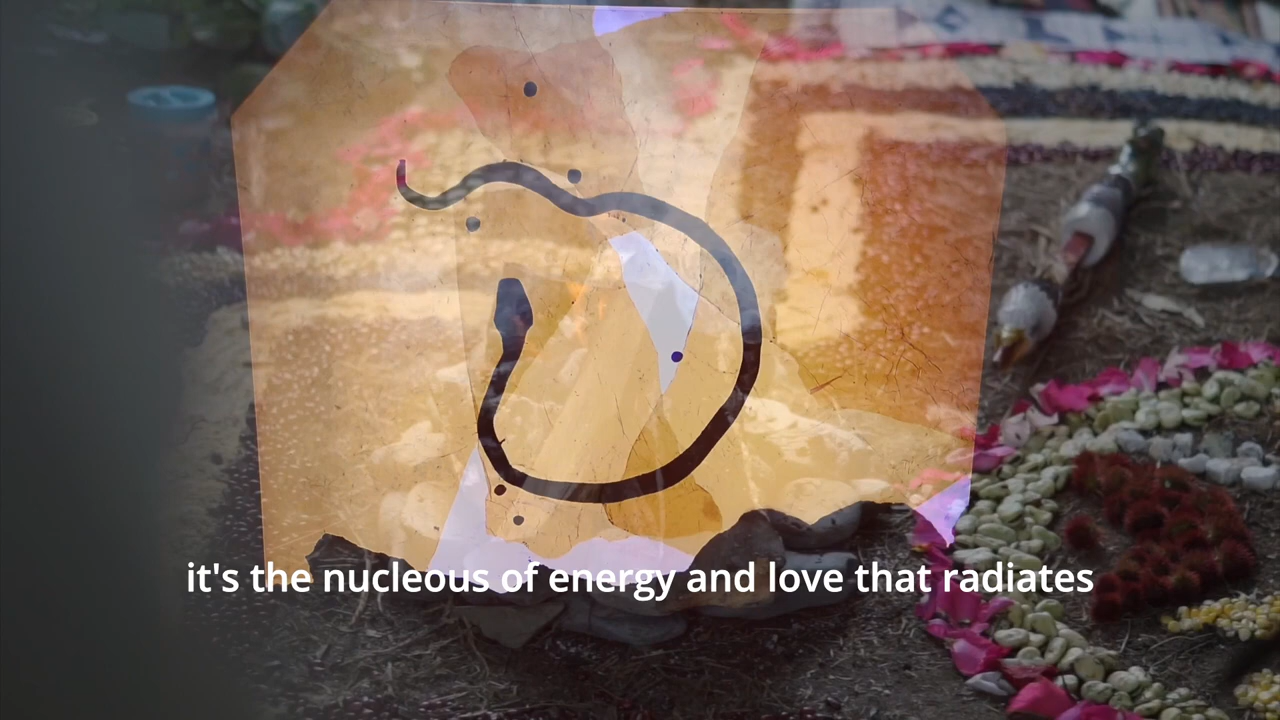 it's the nucleous of energy and love that radiates